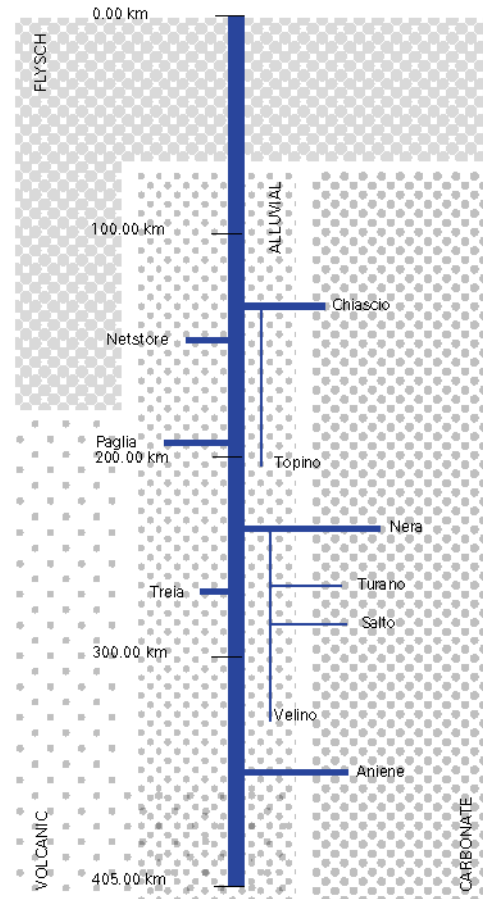 0.00 km
FLYSCH
ALLUVIAL
100.00 km
Chiascio
Netstore
Paglia
200.00 km
Topino
Nera
Turano
Treia
Salto
300.00 km
Velino
Aniene
VOLCANIC
CARBONATE
405.00 km